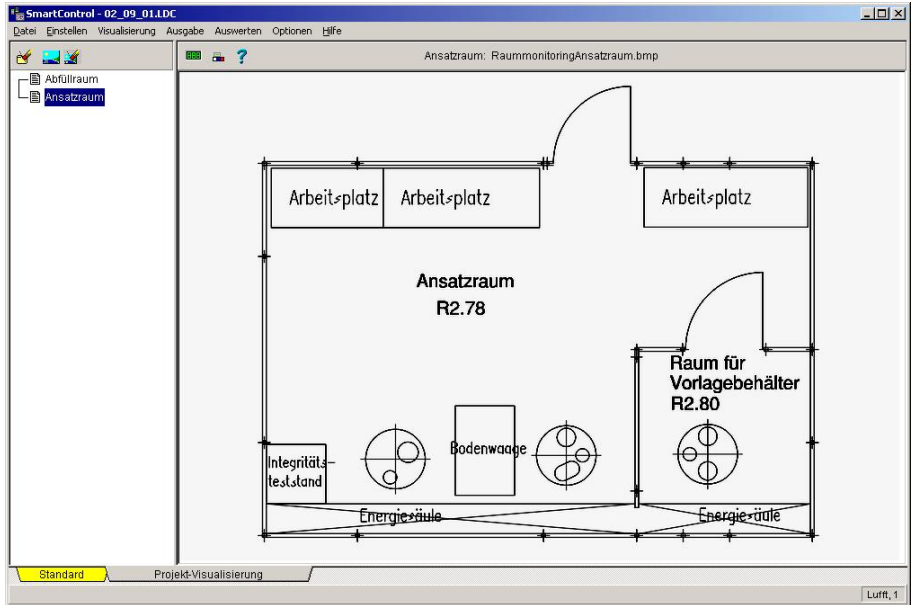 SmartControl - 02_09_01.LDC
Datei Einstellen Visualisierung Ausgabe Auswerten Optionen Hilfe
Ansatzraum: RaummonitoringAnsatzraum.bmp
Abfüllraum
Ansatzraum
Arbeitsplatz Arbeitsplatz Arbeitsplatz
Ansatzraum
R2.78
Raum für
Vorlagebehälter
R2.80
Bodenwaage
Integritäts-
teststand
Energiesäule Energiesäule
Standard Projekt-Visualisierung
Lufft, 1